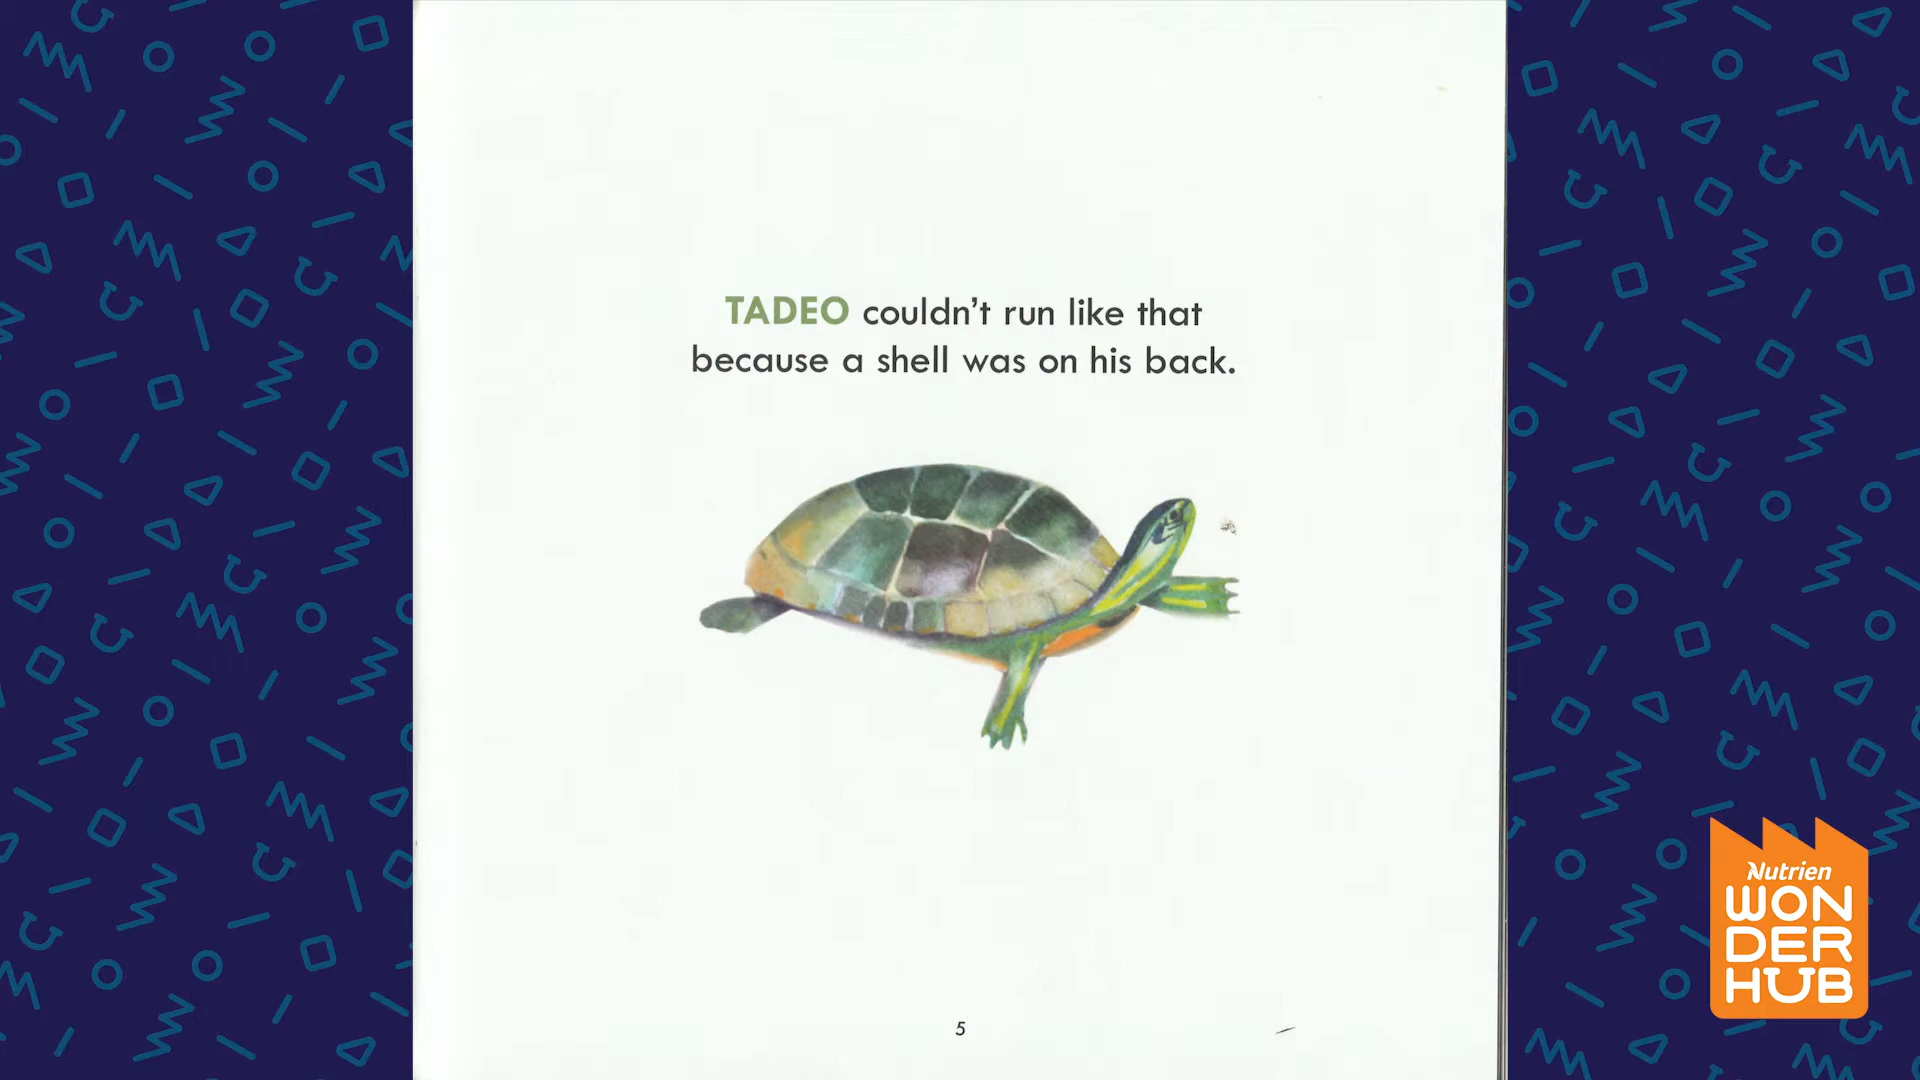 TADEO couldn't run like that
because a shell was on his back.
5
Nutrien
WON
DER
HUB